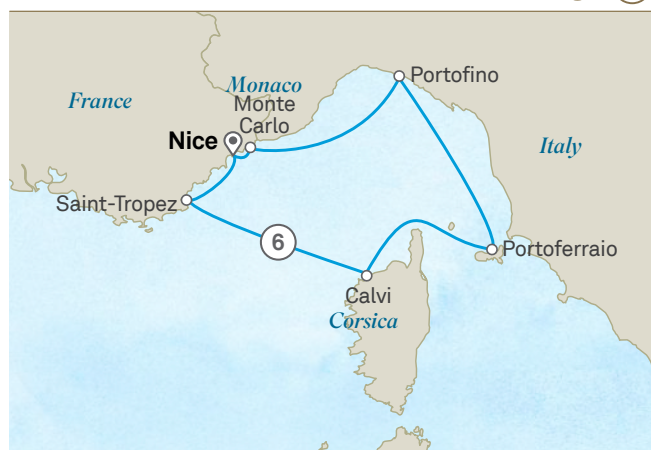 Portofino
Monaco
France
Monte
Carlo
Nice
Italy
Saint-Tropez
6
Portoferraio
Calvi
Corsica